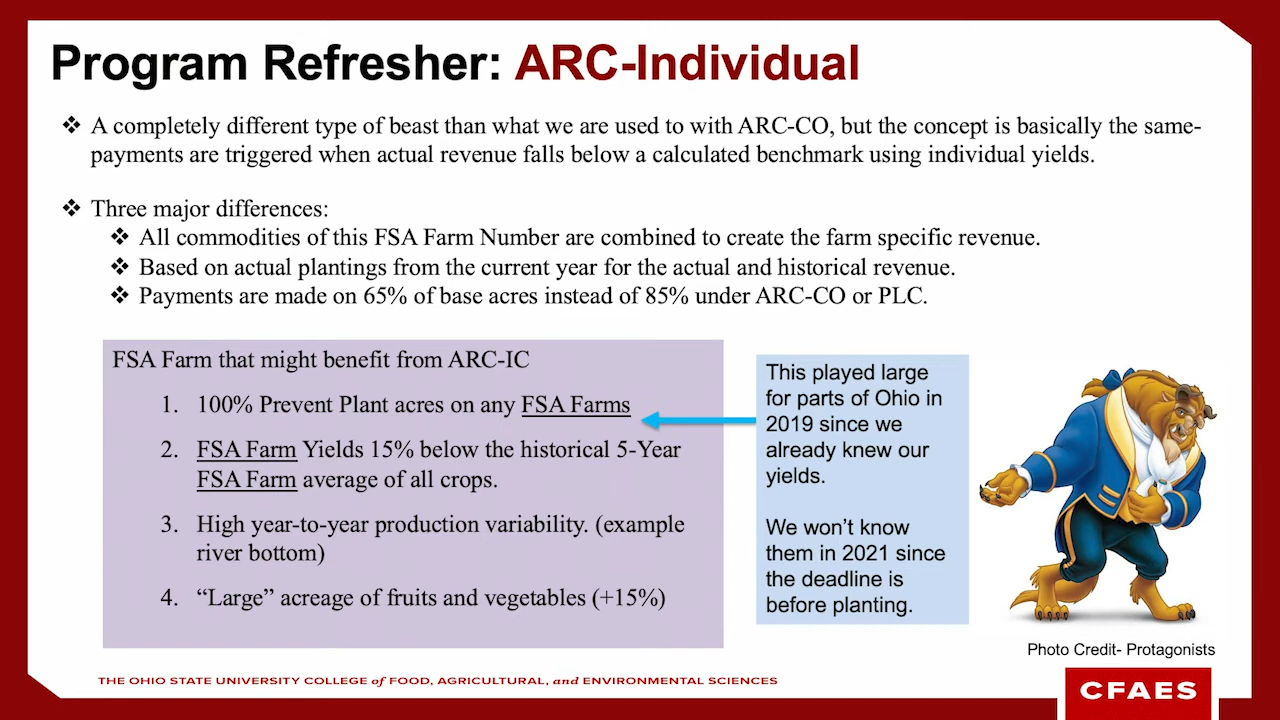 Program Refresher: ARC-Individual
❖ A completely different type of beast than what we are used to with ARC-CO, but the concept is basically the same-
payments are triggered when actual revenue falls below a calculated benchmark using individual yields.
❖ Three major differences:
❖ All commodities of this FSA Farm Number are combined to create the farm specific revenue.
❖ Based on actual plantings from the current year for the actual and historical revenue.
❖ Payments are made on 65% of base acres instead of 85% under ARC-CO or PLC.
FSA Farm that might benefit from ARC-IC
1. 100% Prevent Plant acres on any FSA Farms
2. FSA Farm Yields 15% below the historical 5-Year
FSA Farm average of all crops.
3. High year-to-year production variability. (example
river bottom)
4. “Large” acreage of fruits and vegetables (+15%)
This played large
for parts of Ohio in
2019 since we
already knew our
yields.
We won’t know
them in 2021 since
the deadline is
before planting.
Photo Credit- Protagonists
THE OHIO STATE UNIVERSITY COLLEGE of FOOD, AGRICULTURAL, and ENVIRONMENTAL SCIENCES
CFAES